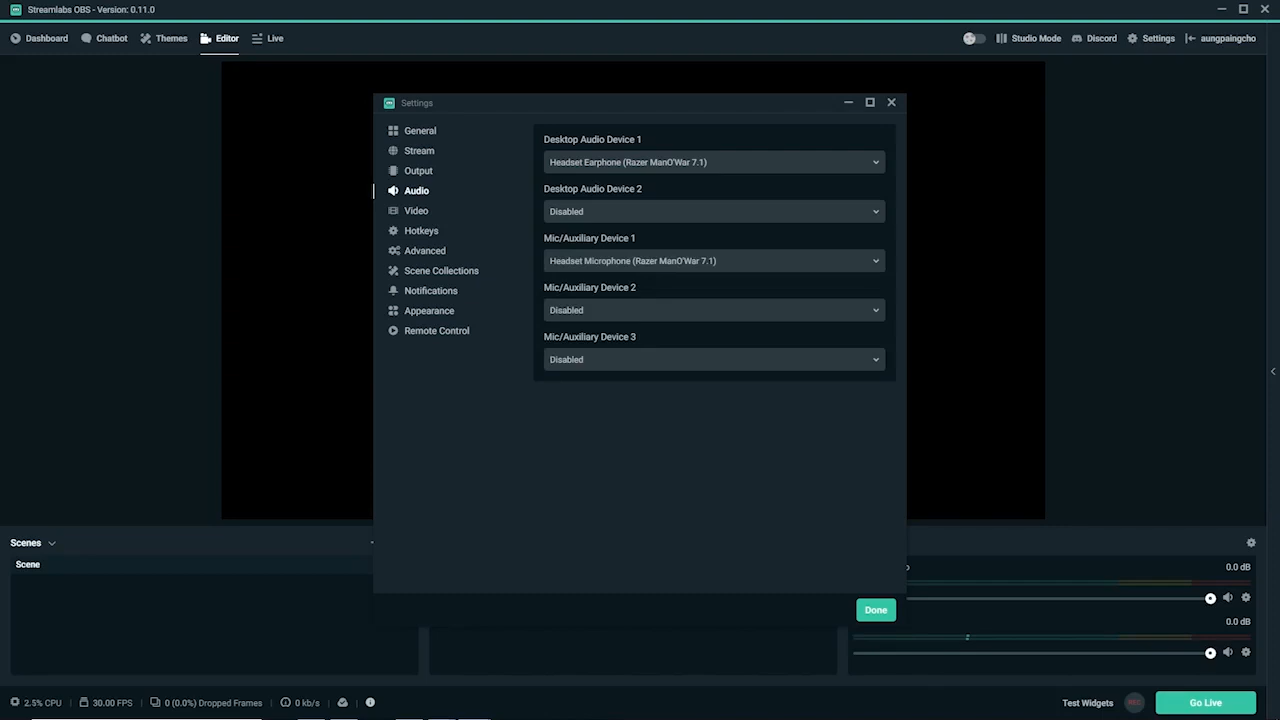 Streamlabs OBS - Version: 0.11.0
Dashboard
Chatbot
Themes
Editor
Live
Studio Mode
Discord
Settings
aungpaingcho
Settings
General
Stream
Output
Audio
Video
Hotkeys
Advanced
Scene Collections
Notifications
Appearance
Remote Control
Desktop Audio Device 1
Headset Earphone (Razer ManO'War 7.1)
Desktop Audio Device 2
Disabled
Mic/Auxiliary Device 1
Headset Microphone (Razer ManO'War 7.1)
Mic/Auxiliary Device 2
Disabled
Mic/Auxiliary Device 3
Disabled
Done
Scenes
Scene
0.0 dB
0.0 dB
2.5% CPU
30.00 FPS
0 (0.0%) Dropped Frames
0 kb/s
Test Widgets
REC
Go Live